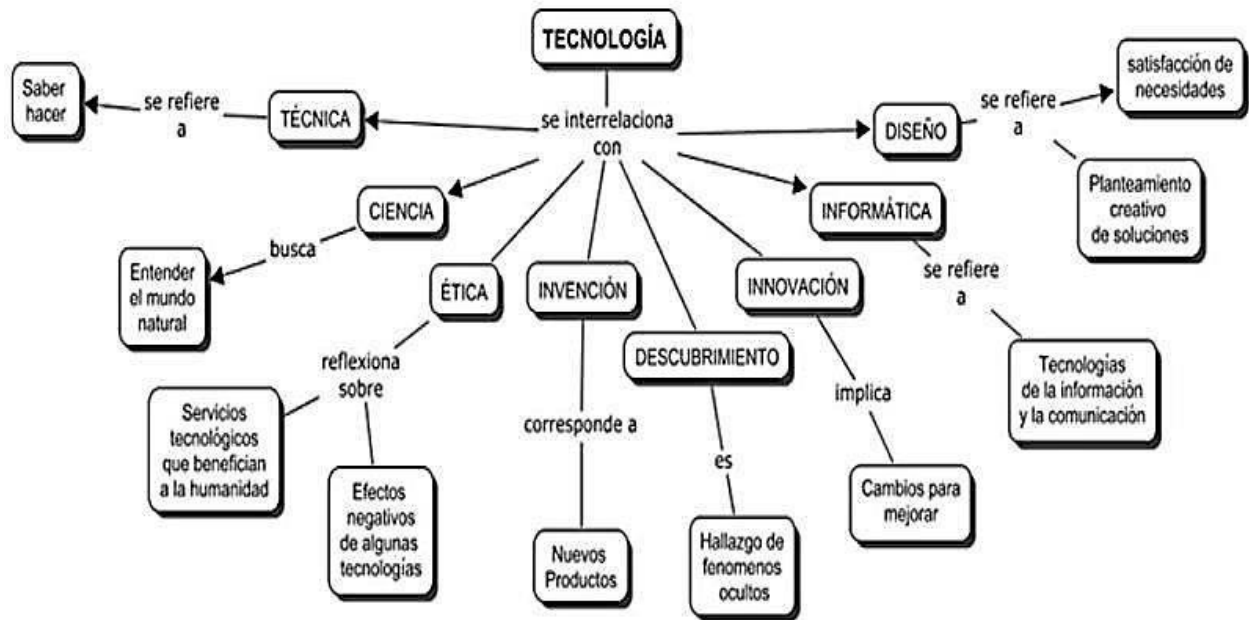 TECNOLOGÍA
se interrelaciona
con
TÉCNICA
se refiere
a
Saber
hacer
CIENCIA
busca
Entender
el mundo
natural
ÉTICA
reflexiona
sobre
Servicios
tecnológicos
que benefician
a la humanidad
Efectos
negativos
de algunas
tecnologías
INVENCIÓN
corresponde a
Nuevos
Productos
DESCUBRIMIENTO
es
Hallazgo de
fenomenos
ocultos
INNOVACIÓN
implica
Cambios para
mejorar
INFORMÁTICA
se refiere
a
Tecnologías
de la información
y la comunicación
DISEÑO
se refiere
a
satisfacción de
necesidades
Planteamiento
creativo
de soluciones